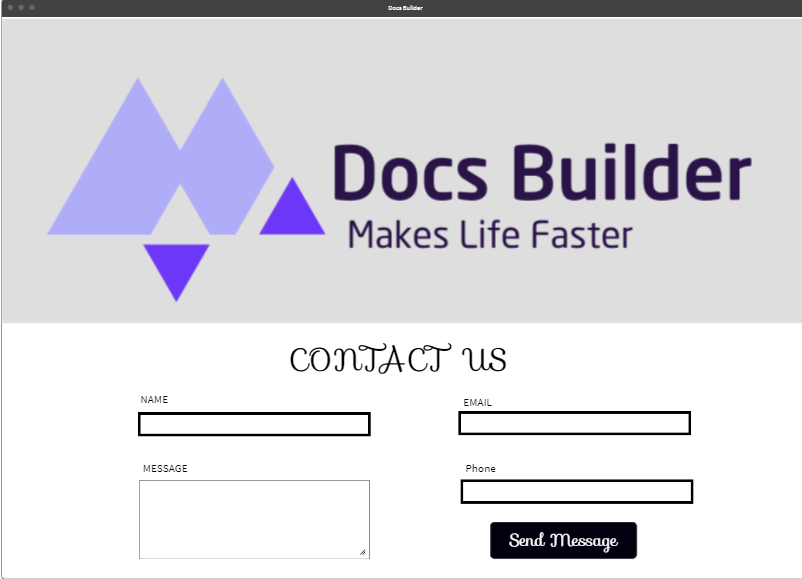 Docs Builder
Docs Builder
Makes Life Faster
CONTACT US
NAME
EMAIL
MESSAGE
Phone
Send Message